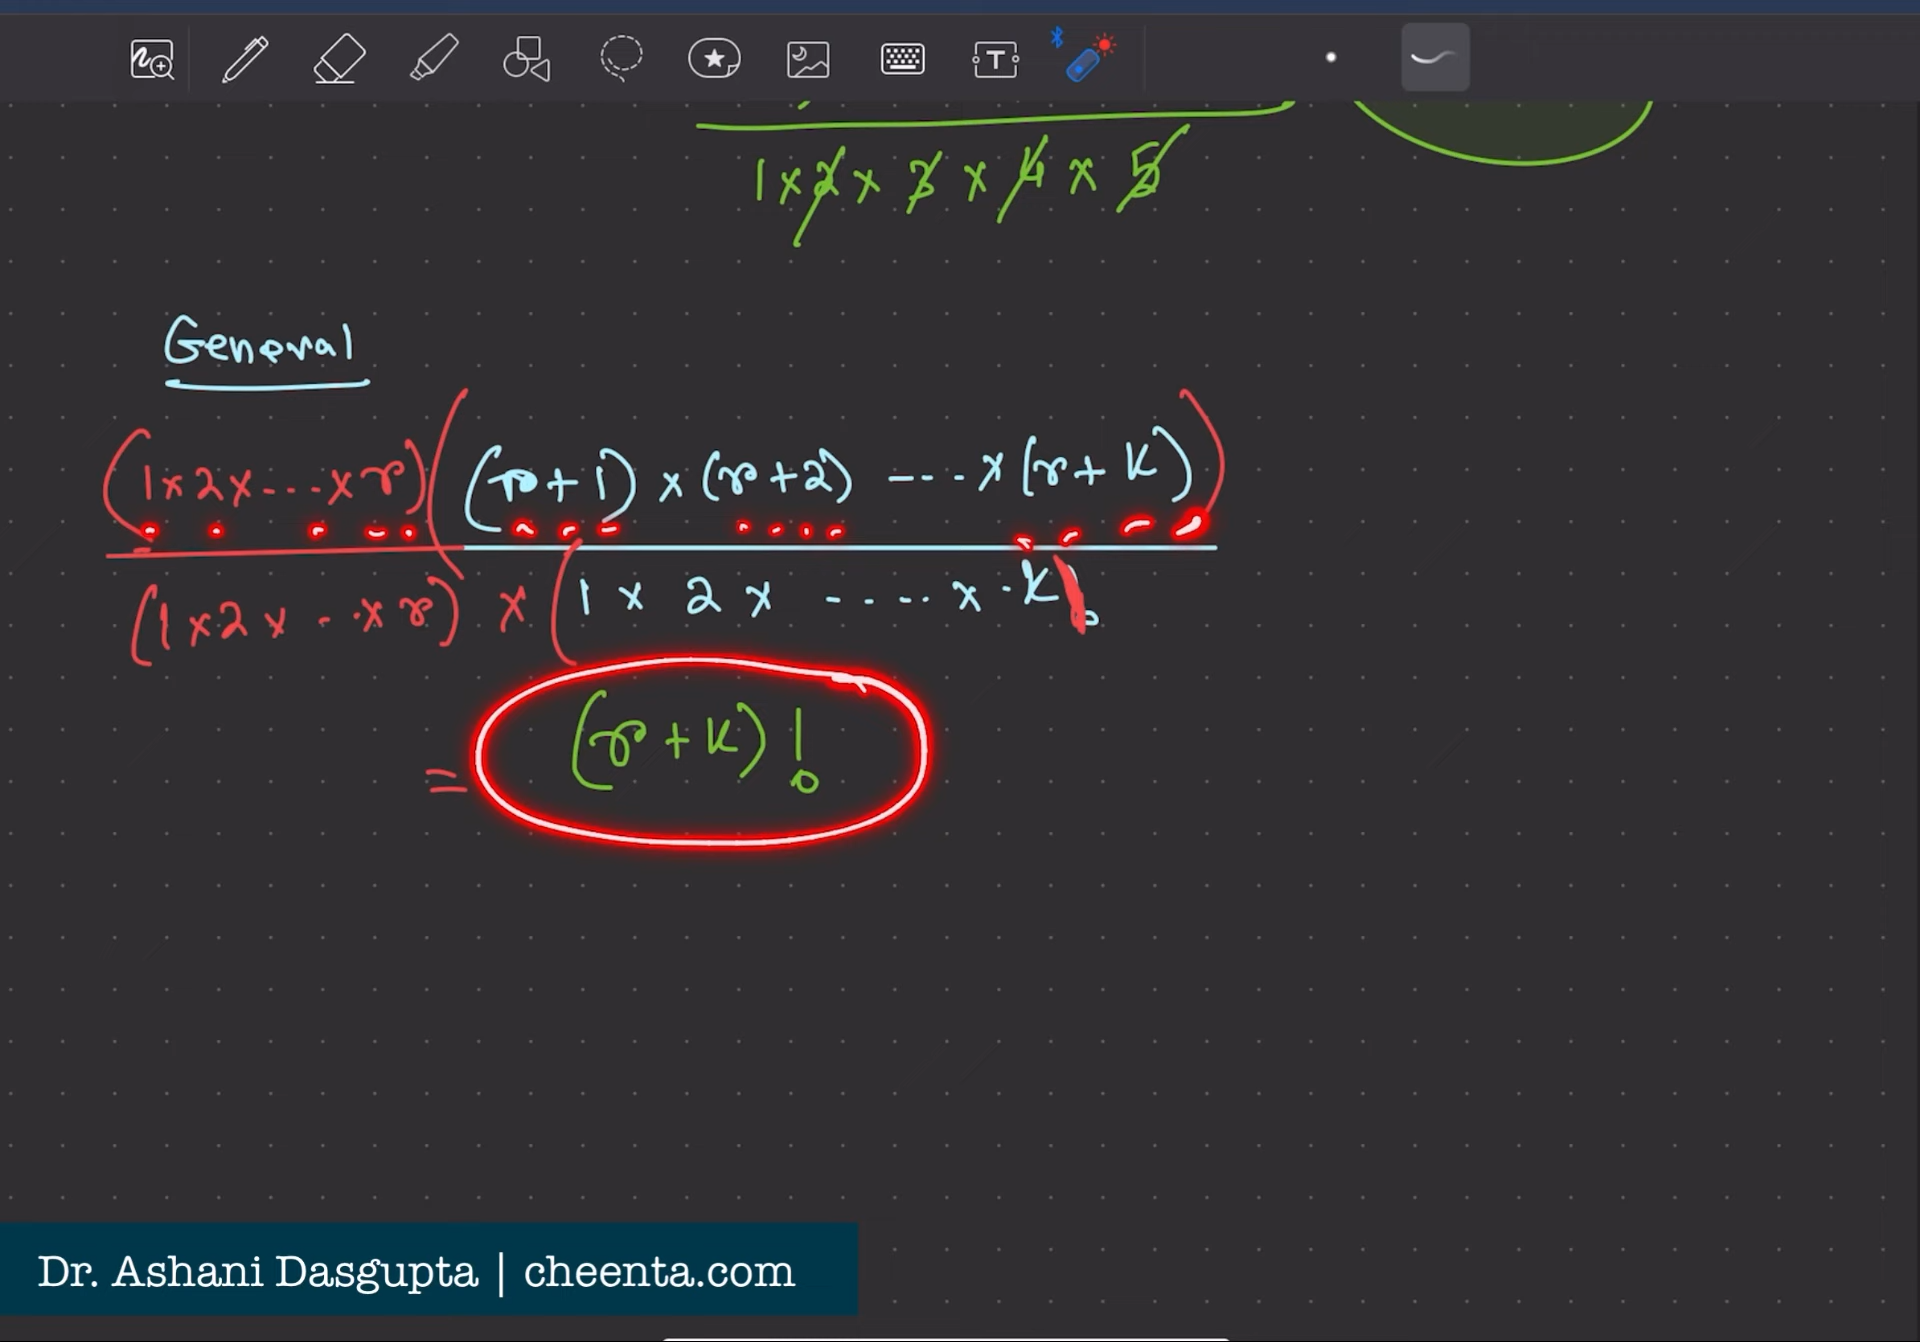 1 x 2 x 3 x 4 x 5
General
(1 x 2 x ... x r) ((r + 1) x (r + 2) ---- x (r + k))
(1 x 2 x - · x r) x (1 x 2 x ---- x · k)
= (r + k)!
Dr. Ashani Dasgupta | cheenta.com